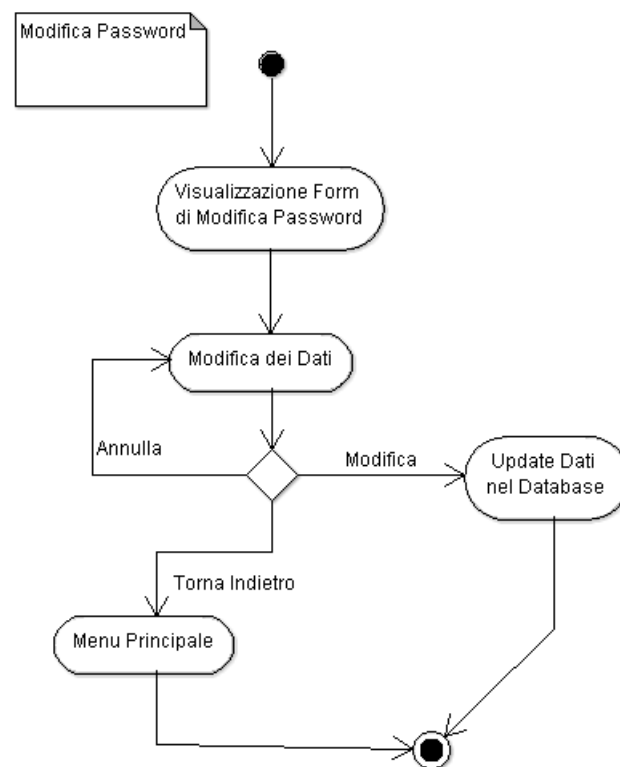 Modifica Password
Visualizzazione Form
di Modifica Password
Modifica dei Dati
Annulla
Modifica
Update Dati
nel Database
Torna Indietro
Menu Principale